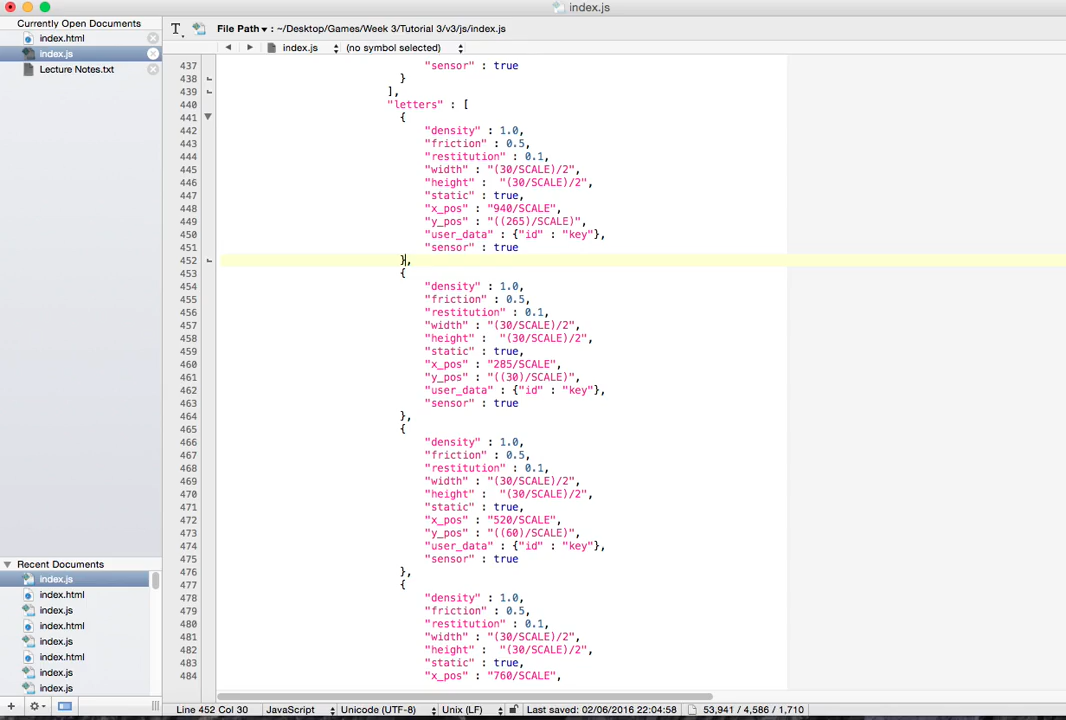 index.js
Currently Open Documents
index.html
index.js
Lecture Notes.txt
File Path ▾ : ~/Desktop/Games/Week 3/Tutorial 3/v3/js/index.js
index.js (no symbol selected)
437 "sensor" : true
438 }
439 ],
440 "letters" : [
441 {
442 "density" : 1.0,
443 "friction" : 0.5,
444 "restitution" : 0.1,
445 "width" : "(30/SCALE)/2",
446 "height" :  "(30/SCALE)/2",
447 "static" : true,
448 "x_pos" : "940/SCALE",
449 "y_pos" : "((265)/SCALE)",
450 "user_data" : {"id" : "key"},
451 "sensor" : true
452 },
453 {
454 "density" : 1.0,
455 "friction" : 0.5,
456 "restitution" : 0.1,
457 "width" : "(30/SCALE)/2",
458 "height" :  "(30/SCALE)/2",
459 "static" : true,
460 "x_pos" : "285/SCALE",
461 "y_pos" : "((30)/SCALE)",
462 "user_data" : {"id" : "key"},
463 "sensor" : true
464 },
465 {
466 "density" : 1.0,
467 "friction" : 0.5,
468 "restitution" : 0.1,
469 "width" : "(30/SCALE)/2",
470 "height" :  "(30/SCALE)/2",
471 "static" : true,
472 "x_pos" : "520/SCALE",
473 "y_pos" : "((60)/SCALE)",
474 "user_data" : {"id" : "key"},
475 "sensor" : true
476 },
477 {
478 "density" : 1.0,
479 "friction" : 0.5,
480 "restitution" : 0.1,
481 "width" : "(30/SCALE)/2",
482 "height" :  "(30/SCALE)/2",
483 "static" : true,
484 "x_pos" : "760/SCALE",
Recent Documents
index.js
index.html
index.js
index.html
index.js
index.html
index.js
index.js
Line 452 Col 30 JavaScript Unicode (UTF-8) Unix (LF) Last saved: 02/06/2016 22:04:58 53,941 / 4,586 / 1,710